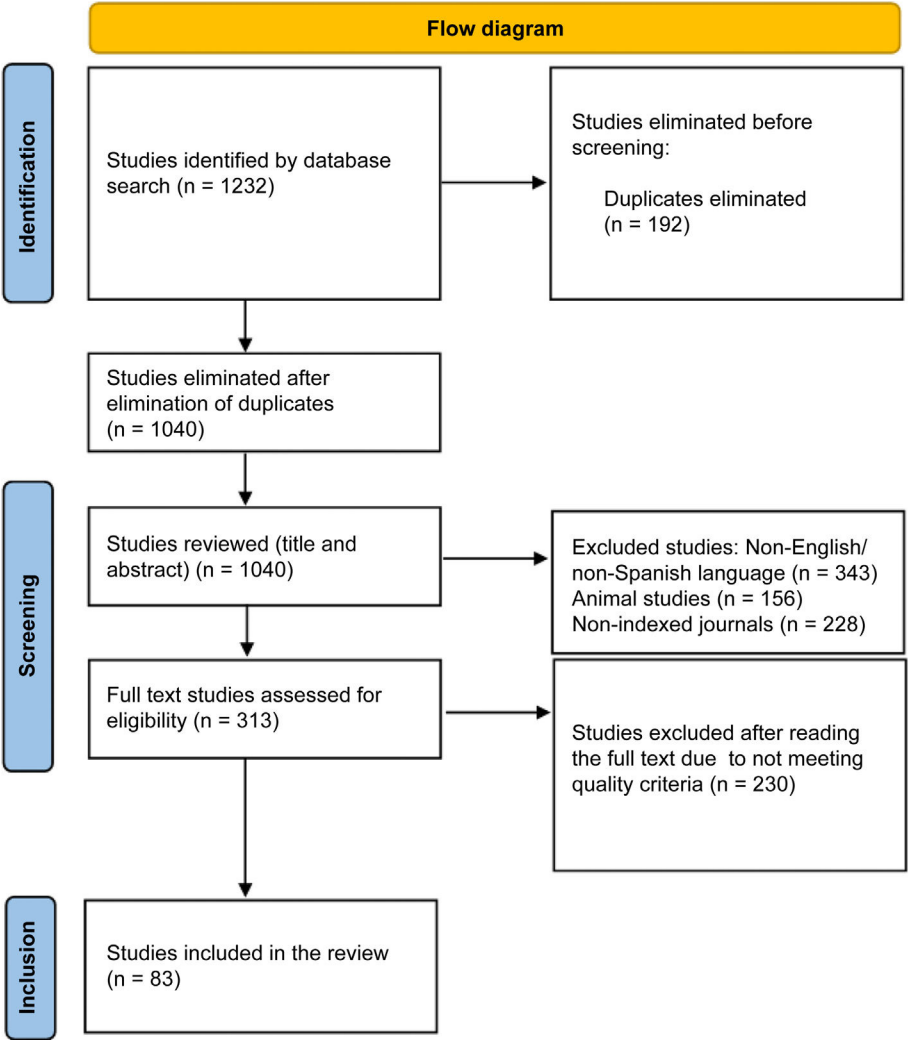 Flow diagram
Identification
Studies identified by database
search (n = 1232)
Studies eliminated before
screening:
Duplicates eliminated
(n = 192)
Studies eliminated after
elimination of duplicates
(n = 1040)
Screening
Studies reviewed (title and
abstract) (n = 1040)
Excluded studies: Non-English/
non-Spanish language (n = 343)
Animal studies (n = 156)
Non-indexed journals (n = 228)
Full text studies assessed for
eligibility (n = 313)
Studies excluded after reading
the full text due to not meeting
quality criteria (n = 230)
Inclusion
Studies included in the review
(n = 83)